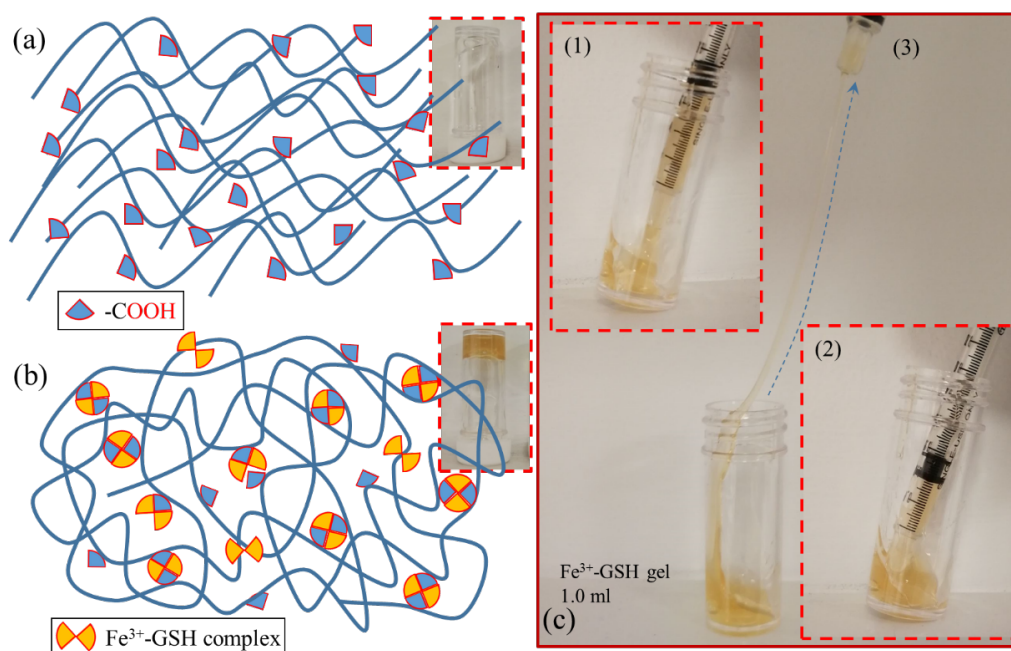 (a)
-COOH
(b)
Fe³⁺-GSH complex
(1)
(3)
(2)
Fe³⁺-GSH gel
1.0 ml
(c)